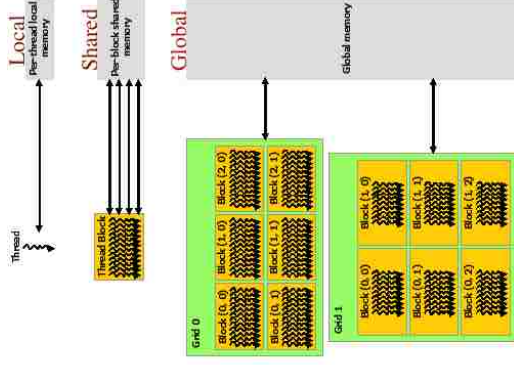 Local
Thread
Per-thread local
memory
Shared
Thread Block
Per-block shared
memory
Global
Grid 0
Block (0, 0)
Block (1, 0)
Block (2, 0)
Block (0, 1)
Block (1, 1)
Block (2, 1)
Global memory
Grid 1
Block (0, 0)
Block (1, 0)
Block (0, 1)
Block (1, 1)
Block (0, 2)
Block (1, 2)